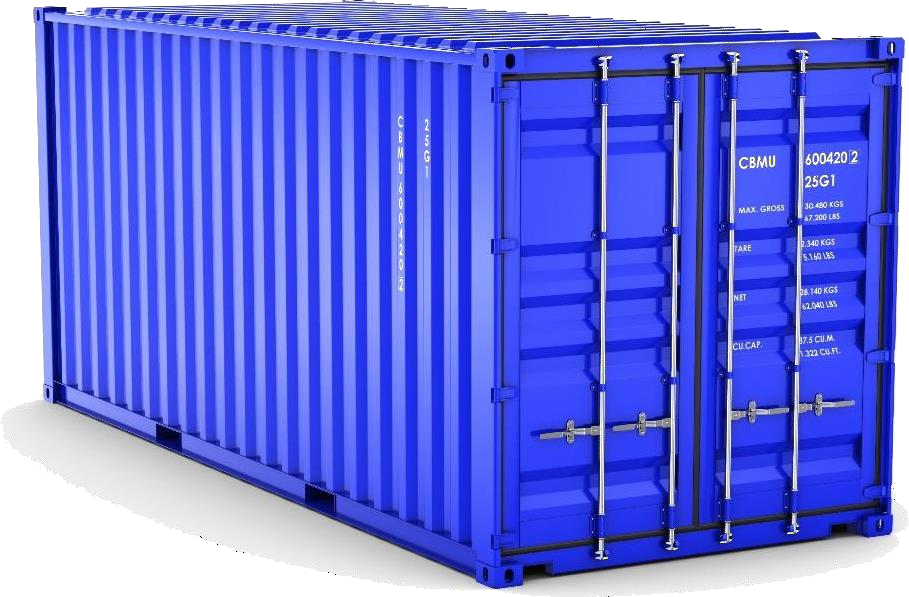 CBMU 600420 2
25G1
CBMU 600420 2
25G1
MAX. GROSS 30.480 KGS
67.200 LBS
TARE 2.340 KGS
5.160 LBS
NET 28.140 KGS
62.040 LBS
CU.CAP. 37.5 CU.M.
1.322 CU.FT.